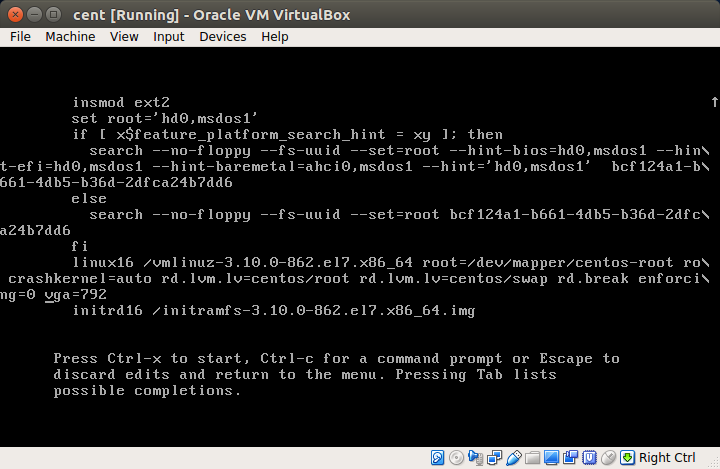 cent [Running] - Oracle VM VirtualBox
File Machine View Input Devices Help
insmod ext2
set root='hd0,msdos1'
if [ x$feature_platform_search_hint = xy ]; then
search --no-floppy --fs-uuid --set=root --hint-bios=hd0,msdos1 --hin\
t-efi=hd0,msdos1 --hint-baremetal=ahci0,msdos1 --hint='hd0,msdos1'  bcf124a1-b\
661-4db5-b36d-2dfca24b7dd6
else
search --no-floppy --fs-uuid --set=root bcf124a1-b661-4db5-b36d-2dfc\
a24b7dd6
fi
linux16 /vmlinuz-3.10.0-862.el7.x86_64 root=/dev/mapper/centos-root ro\
crashkernel=auto rd.lvm.lv=centos/root rd.lvm.lv=centos/swap rd.break enforci\
ng=0 vga=792
initrd16 /initramfs-3.10.0-862.el7.x86_64.img
Press Ctrl-x to start, Ctrl-c for a command prompt or Escape to
discard edits and return to the menu. Pressing Tab lists
possible completions.
Right Ctrl